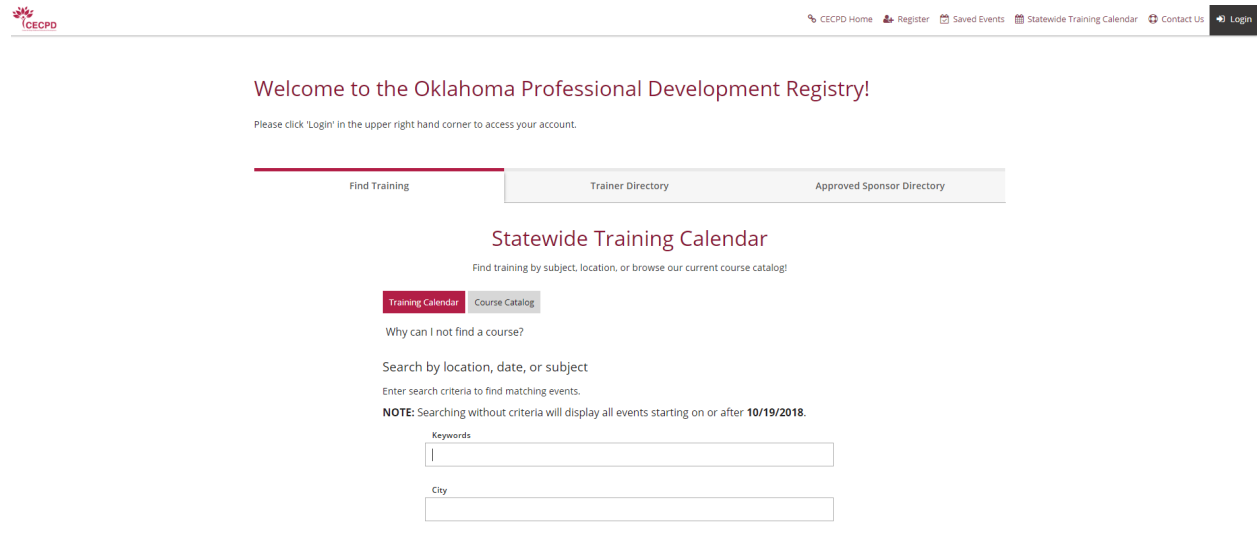 CECPD
CECPD Home Register Saved Events Statewide Training Calendar Contact Us Login
Welcome to the Oklahoma Professional Development Registry!
Please click 'Login' in the upper right hand corner to access your account.
Find Training Trainer Directory Approved Sponsor Directory
Statewide Training Calendar
Find training by subject, location, or browse our current course catalog!
Training Calendar Course Catalog
Why can I not find a course?
Search by location, date, or subject
Enter search criteria to find matching events.
NOTE: Searching without criteria will display all events starting on or after 10/19/2018.
Keywords
City